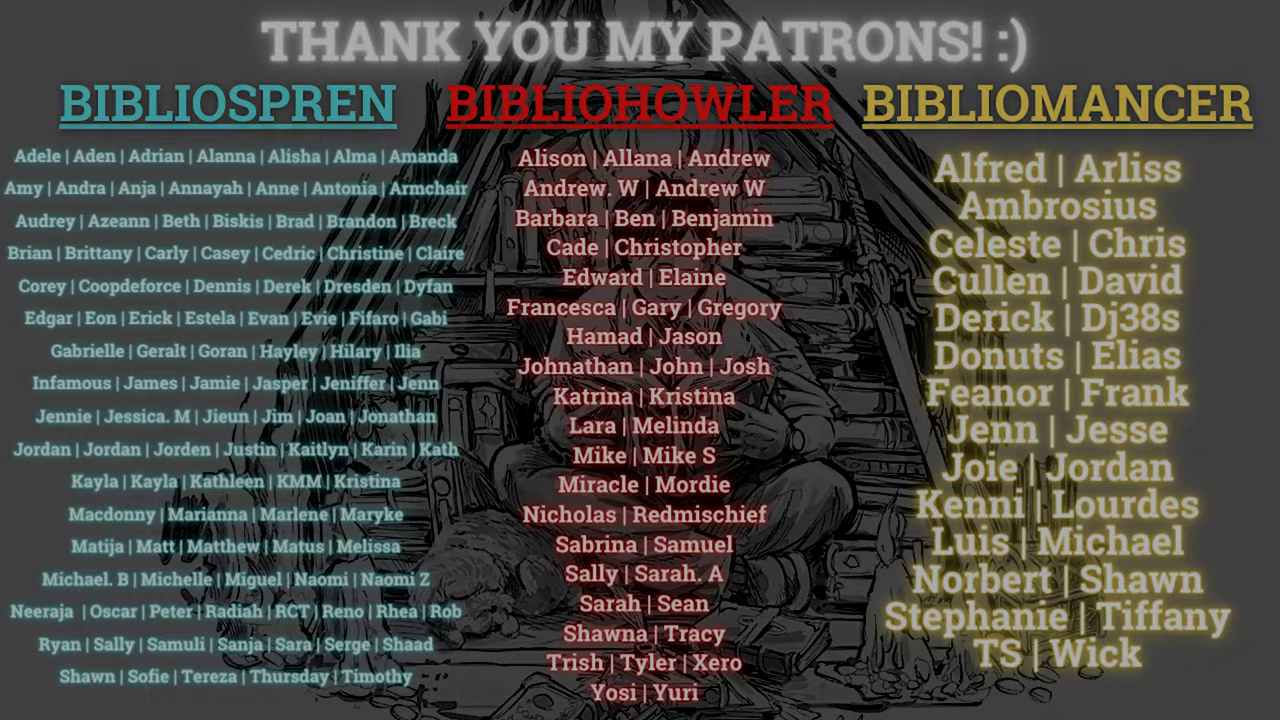 THANK YOU MY PATRONS! :)
BIBLIOSPREN
Adele | Aden | Adrian | Alanna | Alisha | Alma | Amanda
Amy | Andra | Anja | Annayah | Anne | Antonia | Armchair
Audrey | Azeann | Beth | Biskis | Brad | Brandon | Breck
Brian | Brittany | Carly | Casey | Cedric | Christine | Claire
Corey | Coopdeforce | Dennis | Derek | Dresden | Dyfan
Edgar | Eon | Erick | Estela | Evan | Evie | Fifaro | Gabi
Gabrielle | Geralt | Goran | Hayley | Hilary | Ilia
Infamous | James | Jamie | Jasper | Jeniffer | Jenn
Jennie | Jessica. M | Jieun | Jim | Joan | Jonathan
Jordan | Jordan | Jorden | Justin | Kaitlyn | Karin | Kath
Kayla | Kayla | Kathleen | KMM | Kristina
Macdonny | Marianna | Marlene | Maryke
Matija | Matt | Matthew | Matus | Melissa
Michael. B | Michelle | Miguel | Naomi | Naomi Z
Neeraja | Oscar | Peter | Radiah | RCT | Reno | Rhea | Rob
Ryan | Sally | Samuli | Sanja | Sara | Serge | Shaad
Shawn | Sofie | Tereza | Thursday | Timothy
BIBLIOHOWLER
Alison | Allana | Andrew
Andrew. W | Andrew W
Barbara | Ben | Benjamin
Cade | Christopher
Edward | Elaine
Francesca | Gary | Gregory
Hamad | Jason
Johnathan | John | Josh
Katrina | Kristina
Lara | Melinda
Mike | Mike S
Miracle | Mordie
Nicholas | Redmischief
Sabrina | Samuel
Sally | Sarah. A
Sarah | Sean
Shawna | Tracy
Trish | Tyler | Xero
Yosi | Yuri
BIBLIOMANCER
Alfred | Arliss
Ambrosius
Celeste | Chris
Cullen | David
Derick | Dj38s
Donuts | Elias
Feanor | Frank
Jenn | Jesse
Joie | Jordan
Kenni | Lourdes
Luis | Michael
Norbert | Shawn
Stephanie | Tiffany
TS | Wick